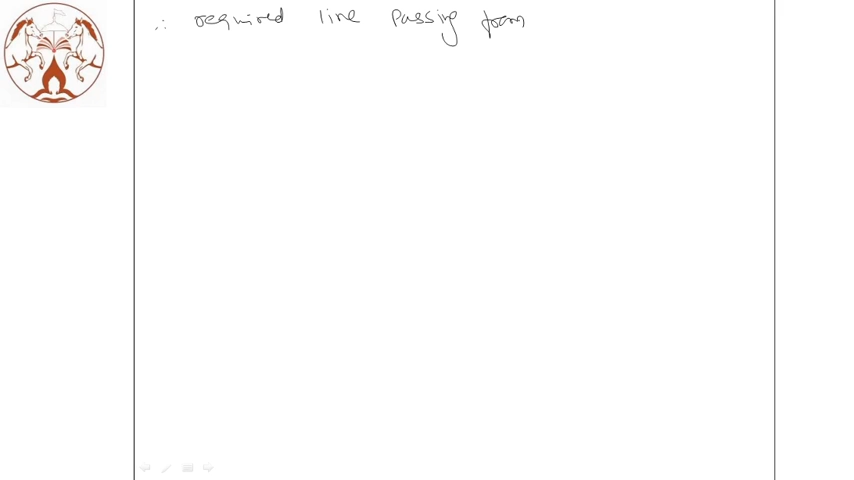 ∴ required line passing from